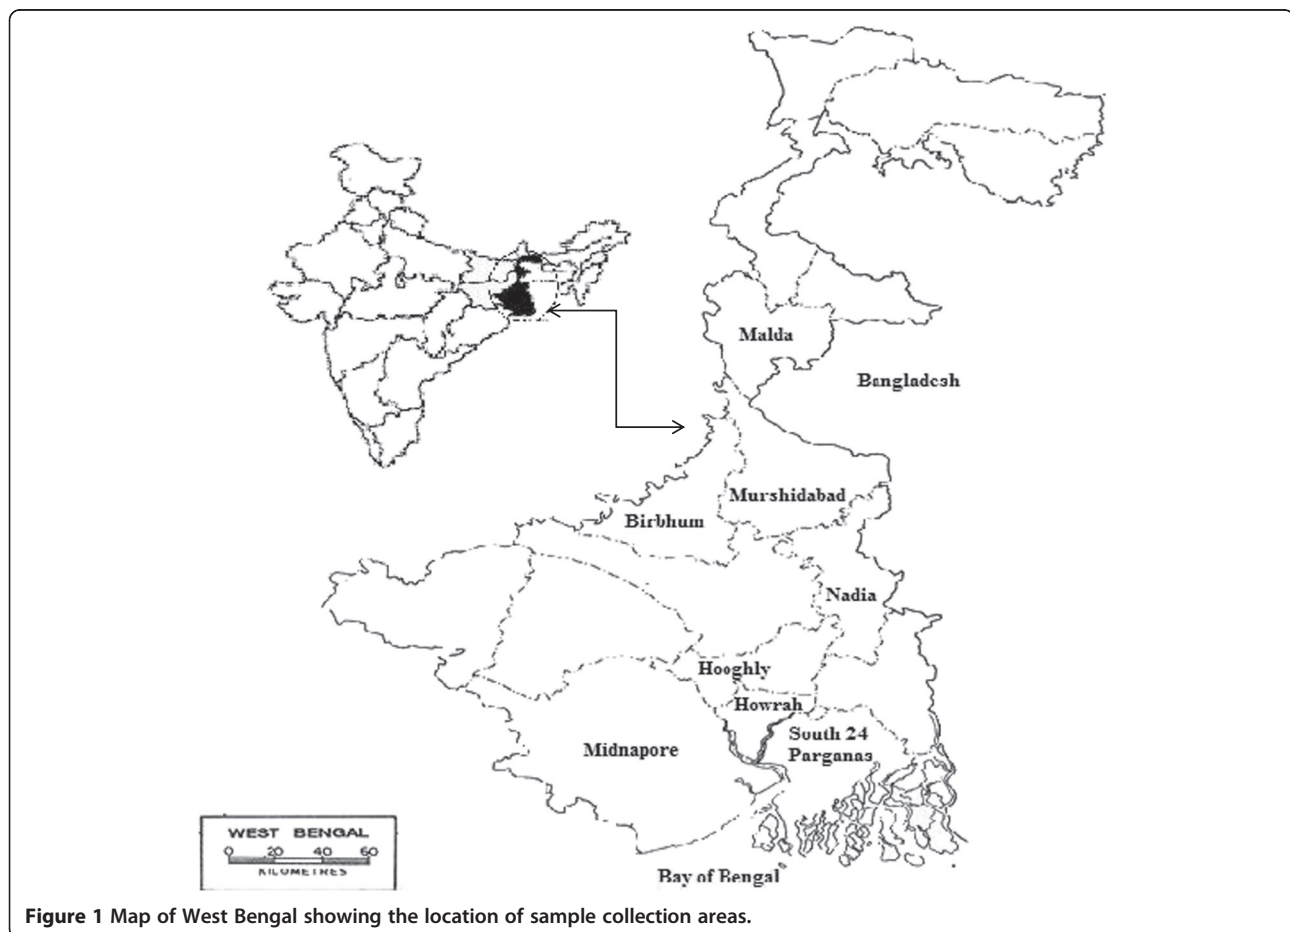 Malda
Bangladesh
Murshidabad
Birbhum
Nadia
Hooghly
Howrah
South 24
Parganas
Midnapore
WEST BENGAL
0 20 40 60
KILOMETRES
Bay of Bengal
Figure 1 Map of West Bengal showing the location of sample collection areas.